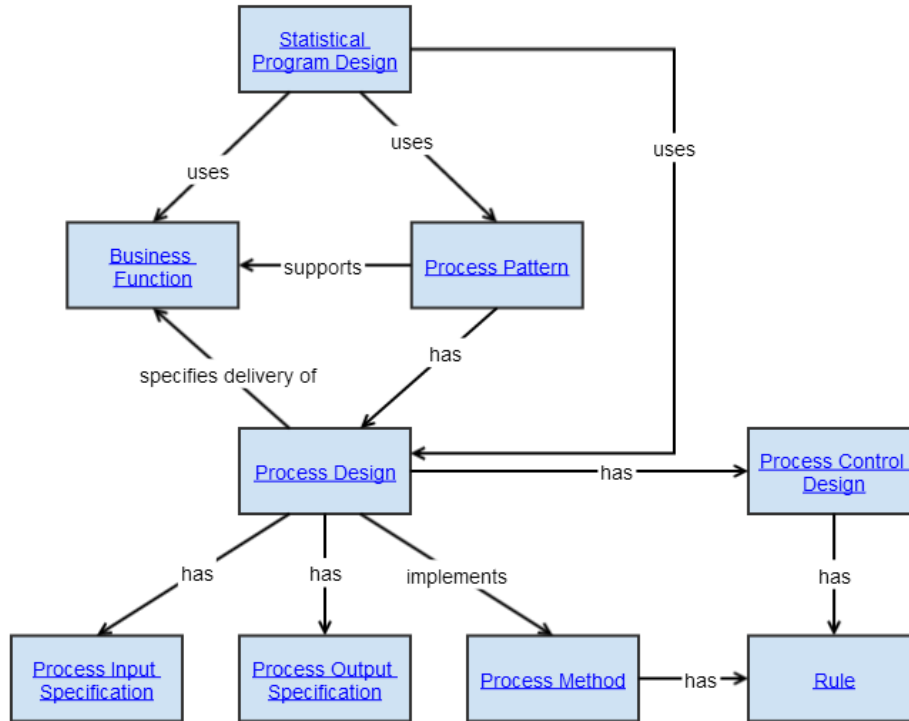 Statistical
Program Design
uses
uses
uses
Business
Function
supports
Process Pattern
has
specifies delivery of
Process Design
has
Process Control
Design
has
has
implements
has
Process Input
Specification
Process Output
Specification
Process Method
has
Rule